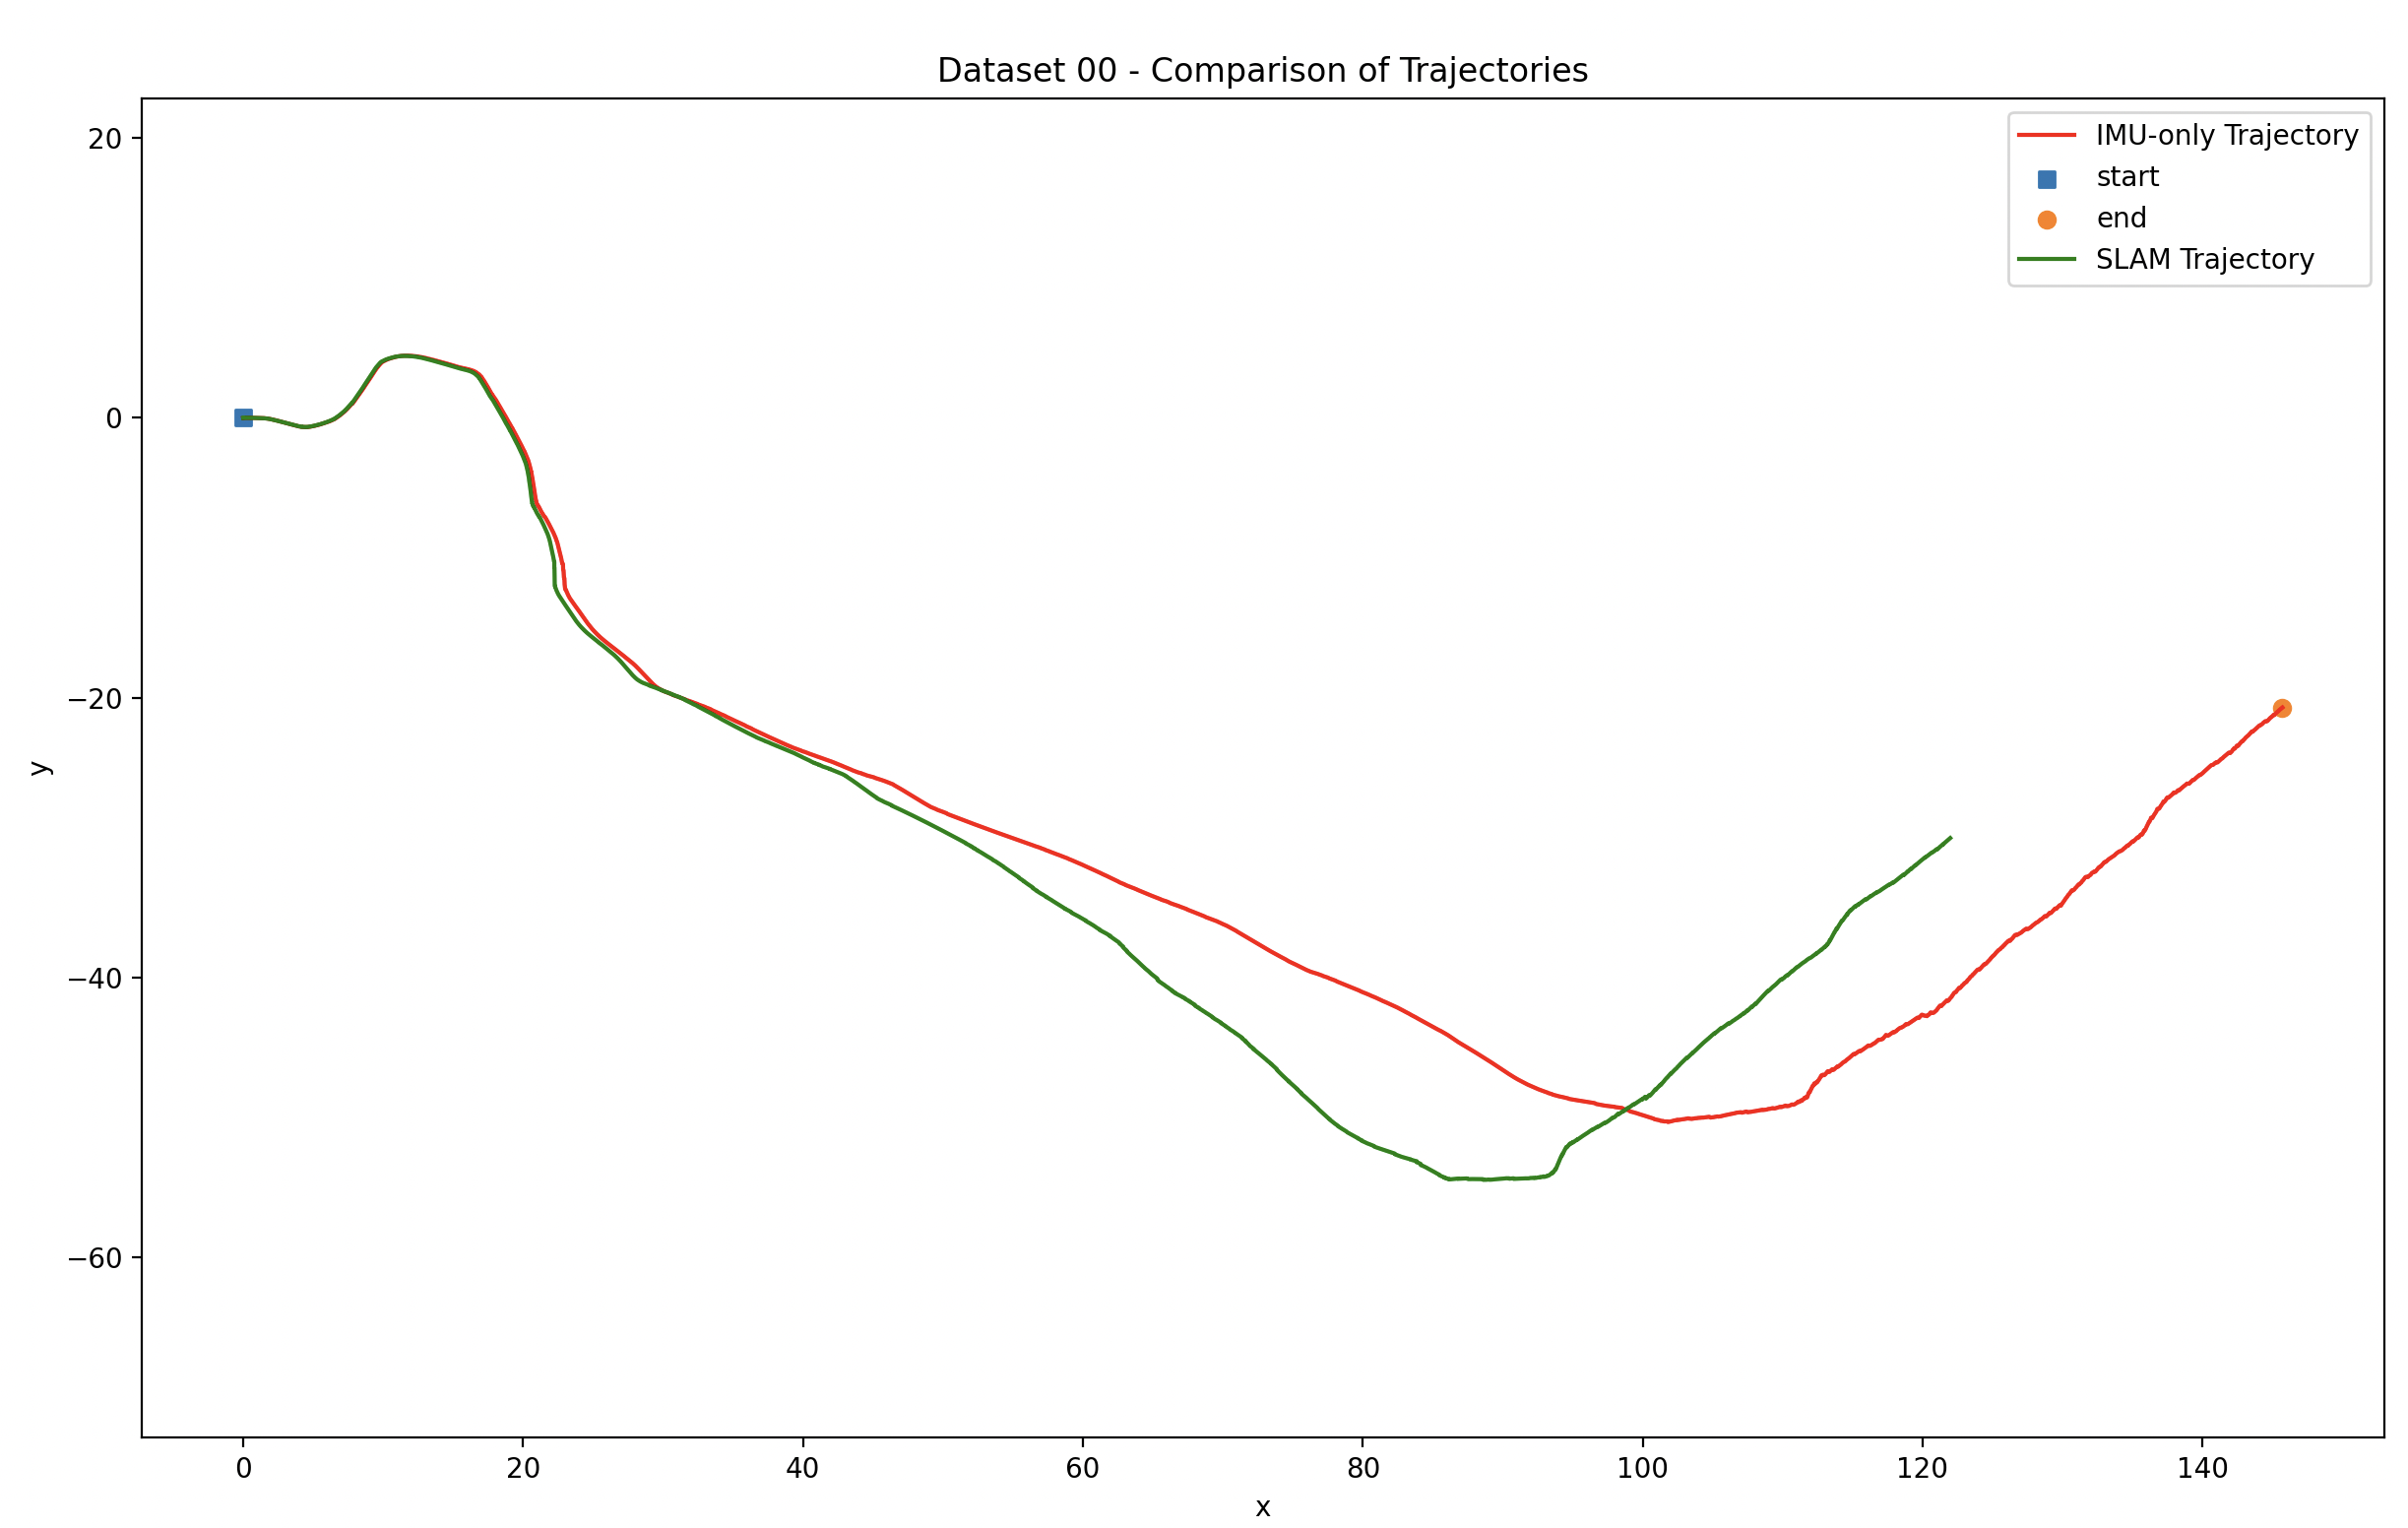 Dataset 00 - Comparison of Trajectories
IMU-only Trajectory
start
end
SLAM Trajectory
20
0
−20
−40
−60
y
0
20
40
60
80
100
120
140
x